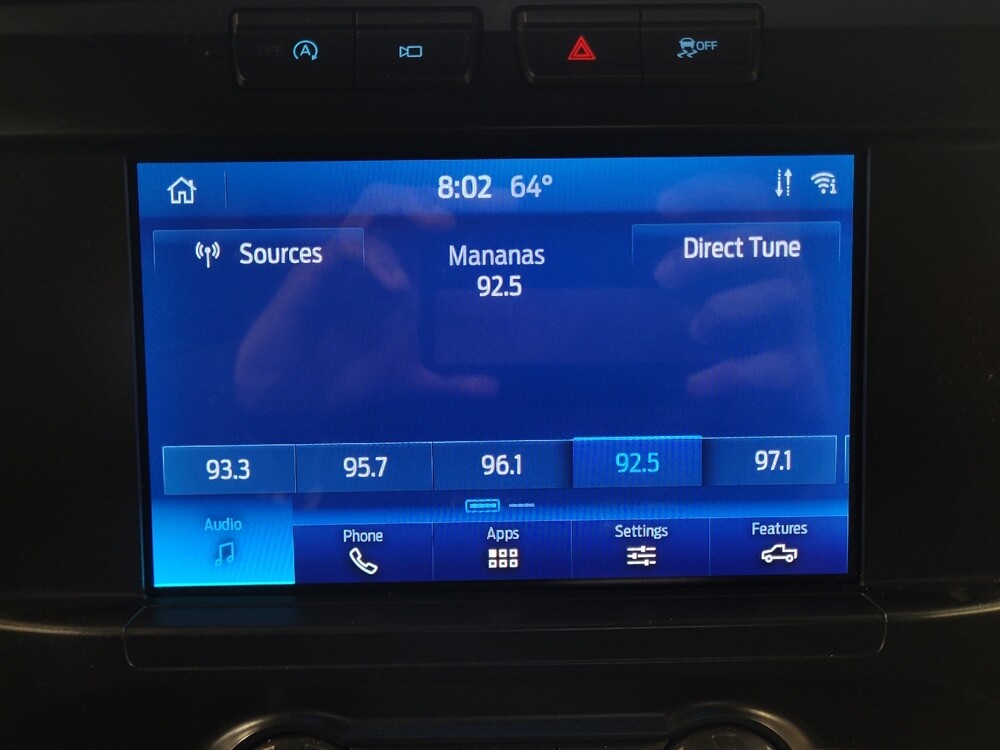 OFF A OFF
8:02 64°
Sources
Mananas
92.5
Direct Tune
93.3 95.7 96.1 92.5 97.1
Audio Phone Apps Settings Features